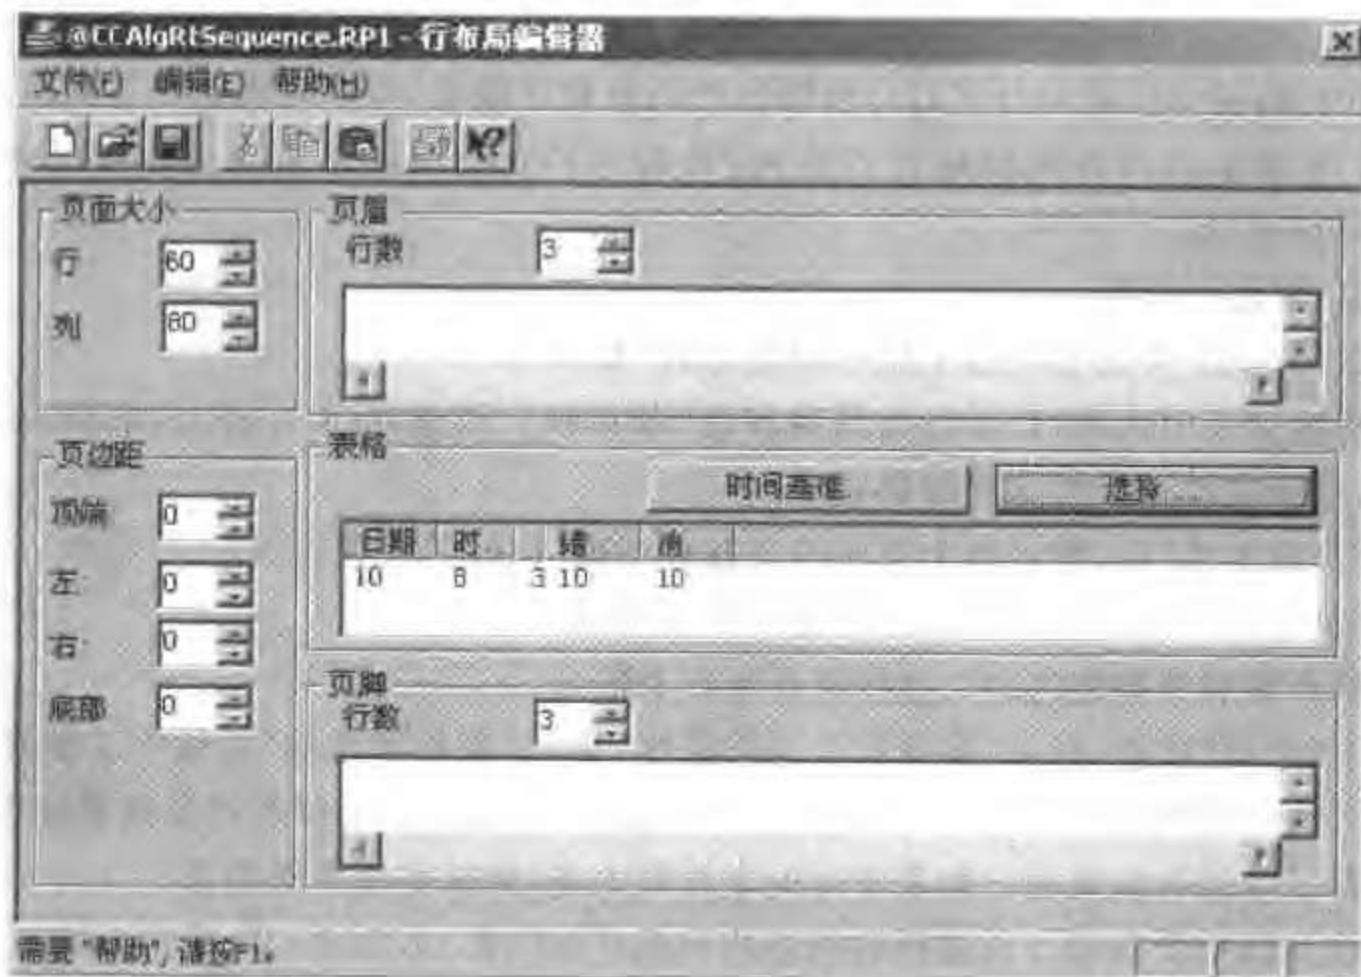 @CCAlgRtSequence.RP1 - 行布局编辑器
文件(F) 编辑(E) 帮助(H)
页面大小
行 60
列 80
页眉
行数 3
页边距
顶端 0
左: 0
右: 0
底部 0
表格
时间基准... 选择...
日期 时... 错... 消...
10 8 3 10 10
页脚
行数 3
需要 "帮助", 请按F1。